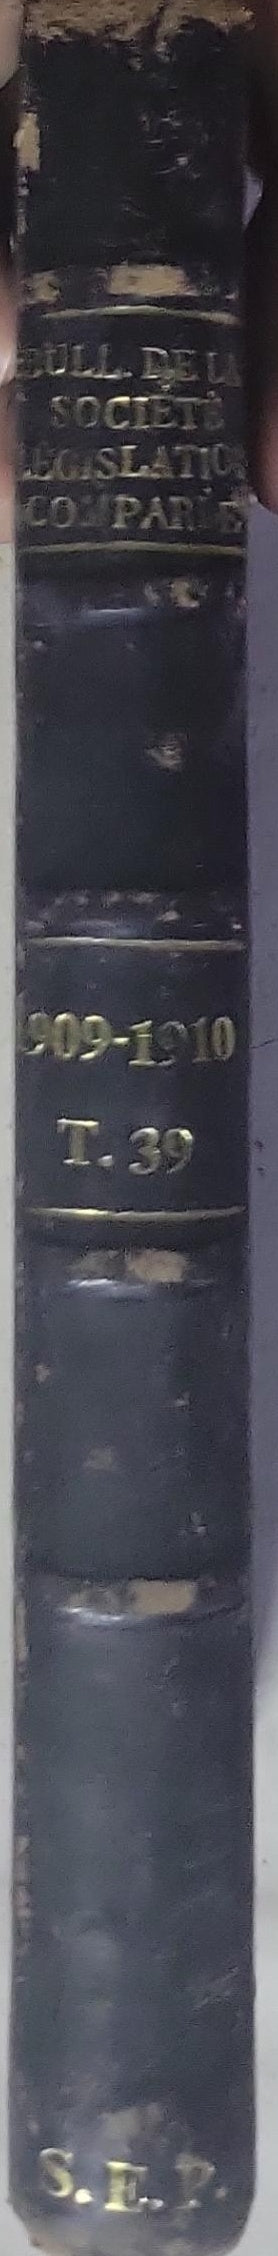 BULL. DE LA
SOCIÉTÉ
LÉGISLATION
COMPARÉE
1909-1910
T. 39
S. E. P.